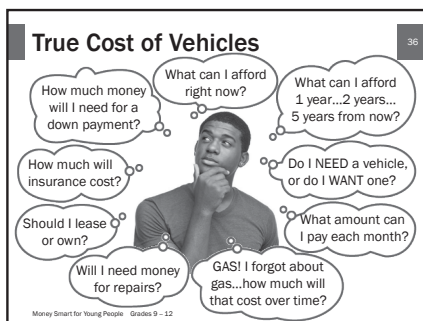 True Cost of Vehicles
36
How much money
will I need for a
down payment?
What can I afford
right now?
What can I afford
1 year...2 years...
5 years from now?
How much will
insurance cost?
Do I NEED a vehicle,
or do I WANT one?
Should I lease
or own?
What amount can
I pay each month?
Will I need money
for repairs?
GAS! I forgot about
gas...how much will
that cost over time?
Money Smart for Young People Grades 9 – 12